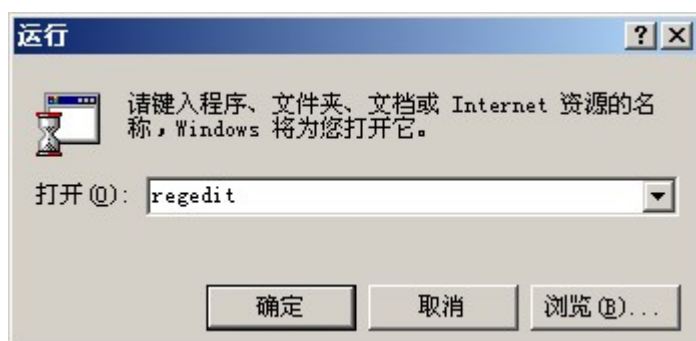 运行
请键入程序、文件夹、文档或 Internet 资源的名
称，Windows 将为您打开它。
打开(O): regedit
确定 取消 浏览(B)...